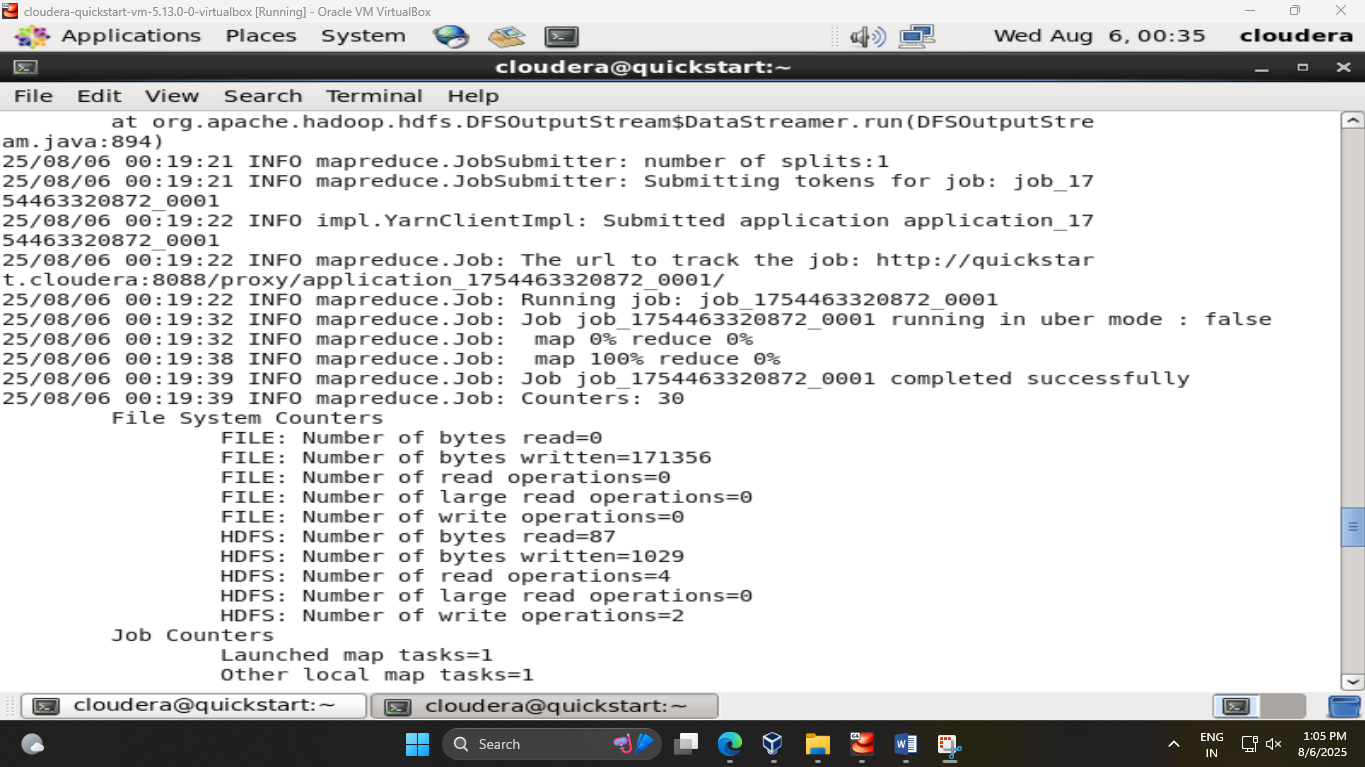 cloudera-quickstart-vm-5.13.0-0-virtualbox [Running] - Oracle VM VirtualBox
Applications Places System Wed Aug 6, 00:35 cloudera
cloudera@quickstart:~
File Edit View Search Terminal Help
at org.apache.hadoop.hdfs.DFSOutputStream$DataStreamer.run(DFSOutputStre
am.java:894)
25/08/06 00:19:21 INFO mapreduce.JobSubmitter: number of splits:1
25/08/06 00:19:21 INFO mapreduce.JobSubmitter: Submitting tokens for job: job_17
54463320872_0001
25/08/06 00:19:22 INFO impl.YarnClientImpl: Submitted application application_17
54463320872_0001
25/08/06 00:19:22 INFO mapreduce.Job: The url to track the job: http://quickstar
t.cloudera:8088/proxy/application_1754463320872_0001/
25/08/06 00:19:22 INFO mapreduce.Job: Running job: job_1754463320872_0001
25/08/06 00:19:32 INFO mapreduce.Job: Job job_1754463320872_0001 running in uber mode : false
25/08/06 00:19:32 INFO mapreduce.Job:  map 0% reduce 0%
25/08/06 00:19:38 INFO mapreduce.Job:  map 100% reduce 0%
25/08/06 00:19:39 INFO mapreduce.Job: Job job_1754463320872_0001 completed successfully
25/08/06 00:19:39 INFO mapreduce.Job: Counters: 30
File System Counters
FILE: Number of bytes read=0
FILE: Number of bytes written=171356
FILE: Number of read operations=0
FILE: Number of large read operations=0
FILE: Number of write operations=0
HDFS: Number of bytes read=87
HDFS: Number of bytes written=1029
HDFS: Number of read operations=4
HDFS: Number of large read operations=0
HDFS: Number of write operations=2
Job Counters
Launched map tasks=1
Other local map tasks=1
cloudera@quickstart:~ cloudera@quickstart:~
Search ENG 1:05 PM
IN 8/6/2025